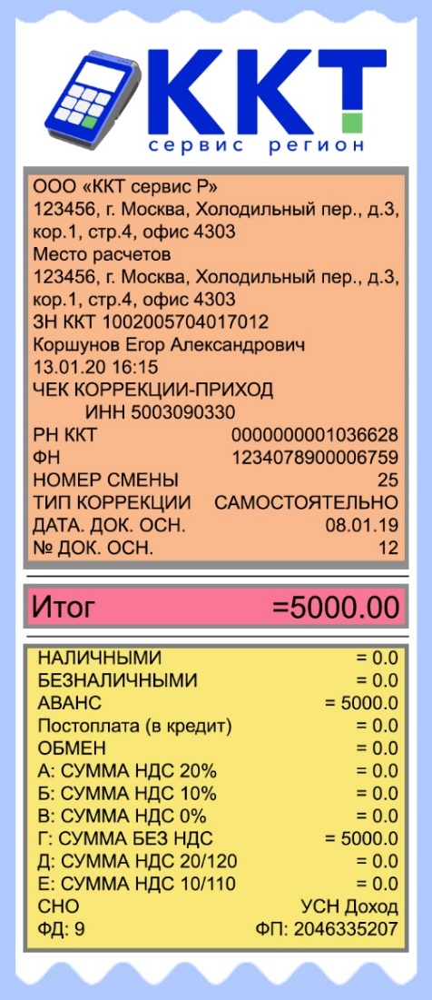 ККТ
сервис регион
ООО «ККТ сервис Р»
123456, г. Москва, Холодильный пер., д.3,
кор.1, стр.4, офис 4303
Место расчетов
123456, г. Москва, Холодильный пер., д.3,
кор.1, стр.4, офис 4303
ЗН ККТ 1002005704017012
Коршунов Егор Александрович
13.01.20 16:15
ЧЕК КОРРЕКЦИИ-ПРИХОД
ИНН 5003090330
РН ККТ 0000000001036628
ФН 1234078900006759
НОМЕР СМЕНЫ 25
ТИП КОРРЕКЦИИ САМОСТОЯТЕЛЬНО
ДАТА. ДОК. ОСН. 08.01.19
№ ДОК. ОСН. 12
Итог =5000.00
НАЛИЧНЫМИ = 0.0
БЕЗНАЛИЧНЫМИ = 0.0
АВАНС = 5000.0
Постоплата (в кредит) = 0.0
ОБМЕН = 0.0
А: СУММА НДС 20% = 0.0
Б: СУММА НДС 10% = 0.0
В: СУММА НДС 0% = 0.0
Г: СУММА БЕЗ НДС = 5000.0
Д: СУММА НДС 20/120 = 0.0
Е: СУММА НДС 10/110 = 0.0
СНО УСН Доход
ФД: 9 ФП: 2046335207